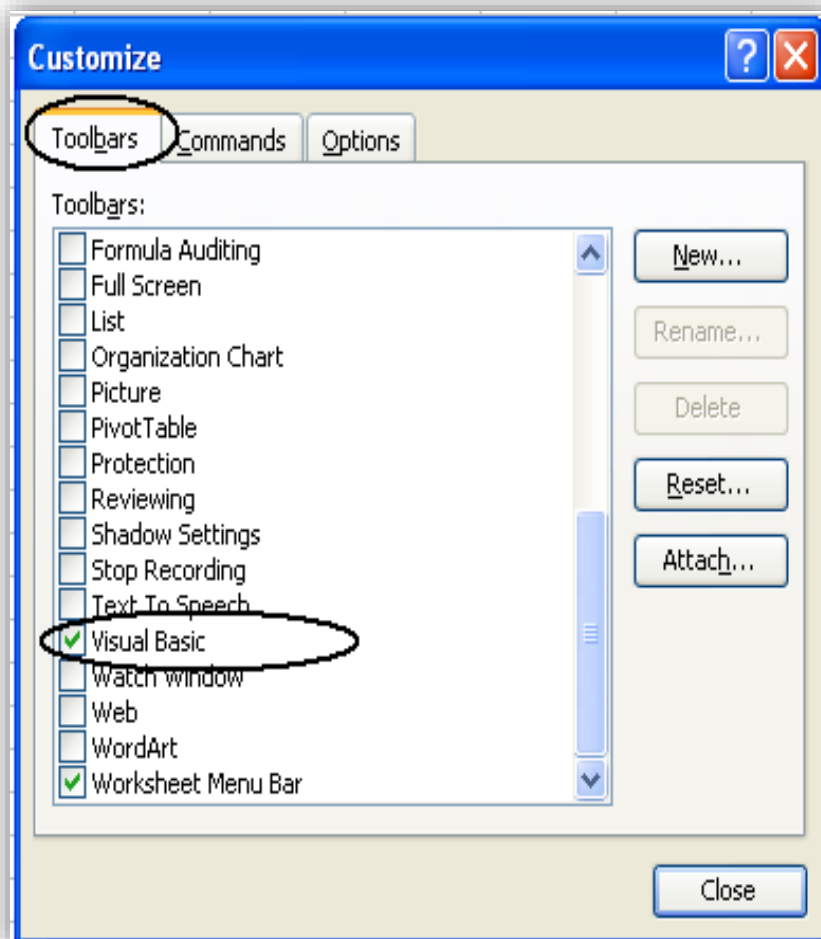 Customize
Toolbars Commands Options
Toolbars:
Formula Auditing
Full Screen
List
Organization Chart
Picture
PivotTable
Protection
Reviewing
Shadow Settings
Stop Recording
Text To Speech
Visual Basic
Watch Window
Web
WordArt
Worksheet Menu Bar
New...
Rename...
Delete
Reset...
Attach...
Close